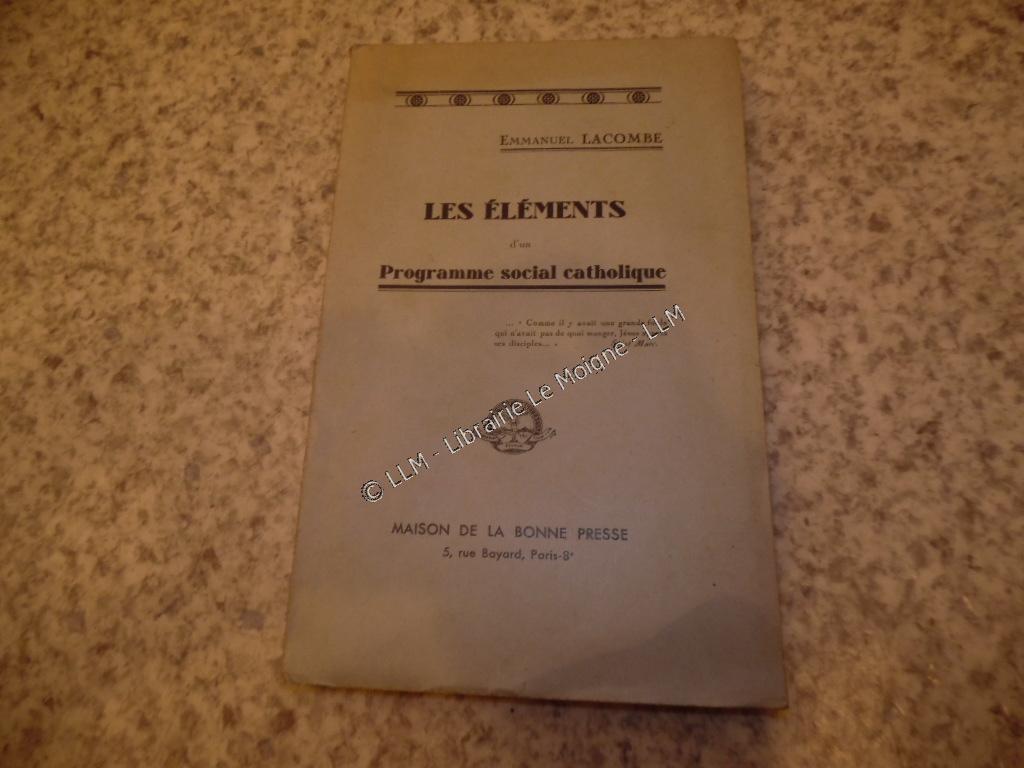 EMMANUEL LACOMBE
LES ÉLÉMENTS
d'un
Programme social catholique
... « Comme il y avait une grande
qui n'avait pas de quoi manger, Jésus
ses disciples... » Marc.
© LLM - Librairie Le Moigne - LLM
MAISON DE LA BONNE PRESSE
5, rue Bayard, Paris-8e